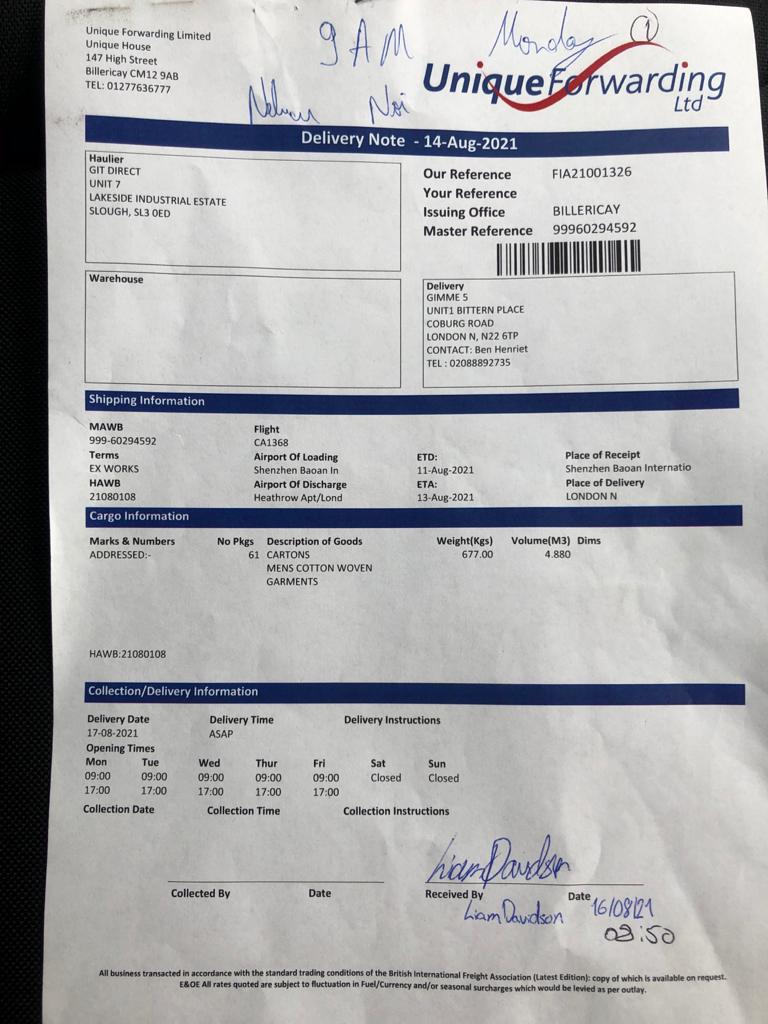 Unique Forwarding Limited
Unique House
147 High Street
Billericay CM12 9AB
TEL: 01277636777
9 AM Monday 1
UniqueForwarding
Ltd
Delivery Note - 14-Aug-2021
Haulier
GIT DIRECT
UNIT 7
LAKESIDE INDUSTRIAL ESTATE
SLOUGH, SL3 0ED
Our Reference FIA21001326
Your Reference
Issuing Office BILLERICAY
Master Reference 99960294592
Warehouse
Delivery
GIMME 5
UNIT1 BITTERN PLACE
COBURG ROAD
LONDON N, N22 6TP
CONTACT: Ben Henriet
TEL : 02088892735
Shipping Information
MAWB Flight
999-60294592 CA1368
Terms Airport Of Loading ETD: Place of Receipt
EX WORKS Shenzhen Baoan In 11-Aug-2021 Shenzhen Baoan Internatio
HAWB Airport Of Discharge ETA: Place of Delivery
21080108 Heathrow Apt/Lond 13-Aug-2021 LONDON N
Cargo Information
Marks & Numbers No Pkgs Description of Goods Weight(Kgs) Volume(M3) Dims
ADDRESSED:- 61 CARTONS 677.00 4.880
MENS COTTON WOVEN
GARMENTS
HAWB:21080108
Collection/Delivery Information
Delivery Date Delivery Time Delivery Instructions
17-08-2021 ASAP
Opening Times
Mon Tue Wed Thur Fri Sat Sun
09:00 09:00 09:00 09:00 09:00 Closed Closed
17:00 17:00 17:00 17:00 17:00
Collection Date Collection Time Collection Instructions
Liam Davidson
Collected By Date Received By Date
Liam Davidson 16/08/21
09:50
All business transacted in accordance with the standard trading conditions of the British International Freight Association (Latest Edition): copy of which is available on request.
E&OE All rates quoted are subject to fluctuation in Fuel/Currency and/or seasonal surcharges which would be levied as per outlay.